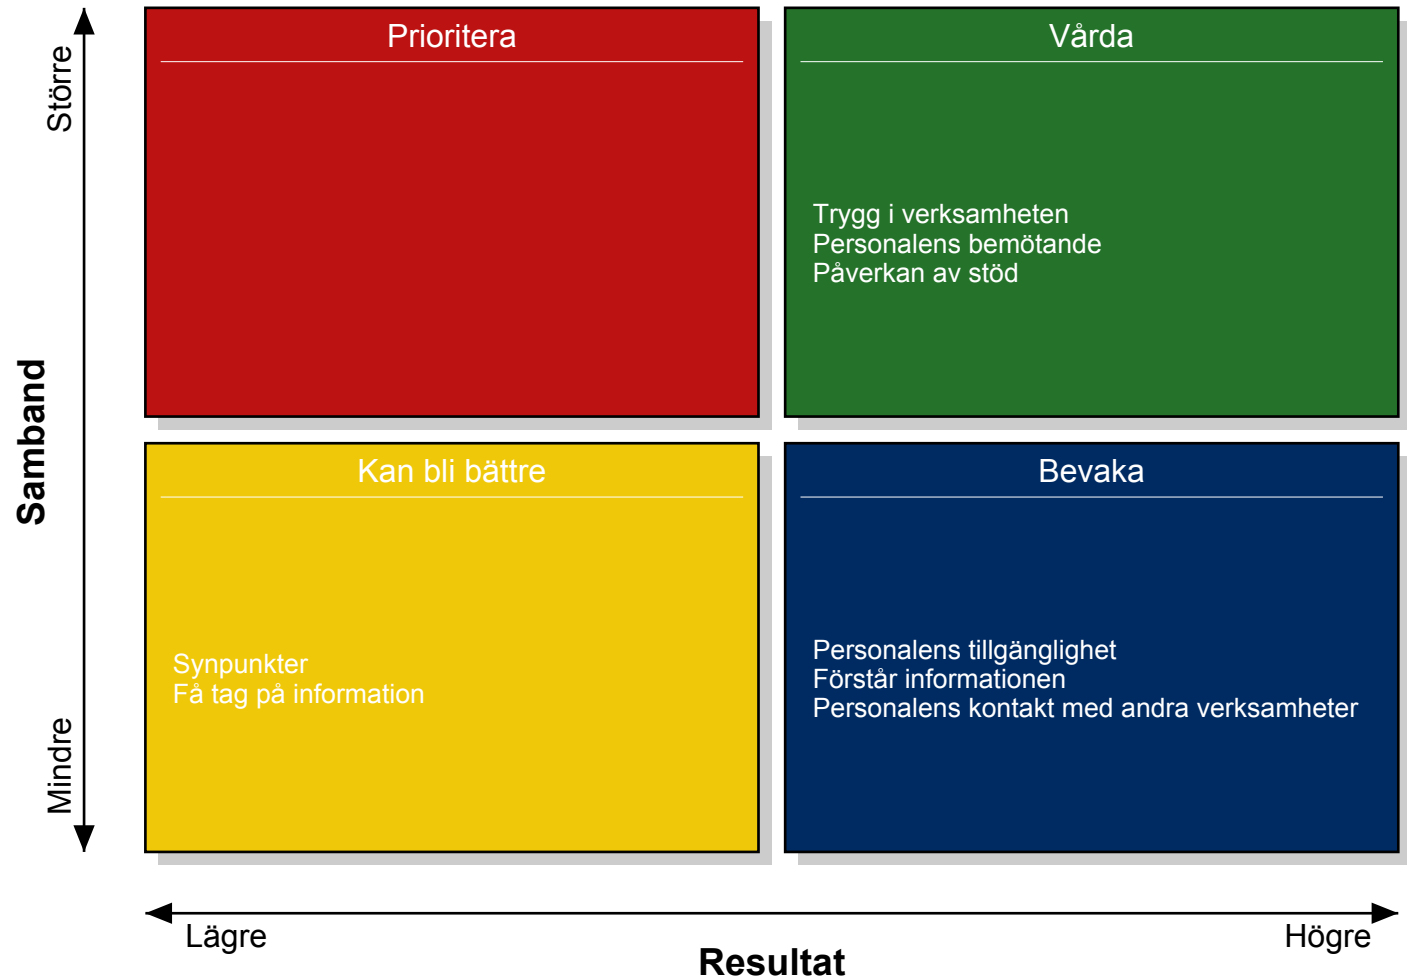 Prioritera
Vårda
Större
Trygg i verksamheten
Personalens bemötande
Påverkan av stöd
Samband
Kan bli bättre
Bevaka
Synpunkter
Få tag på information
Personalens tillgänglighet
Förstår informationen
Personalens kontakt med andra verksamheter
Mindre
Lägre
Högre
Resultat